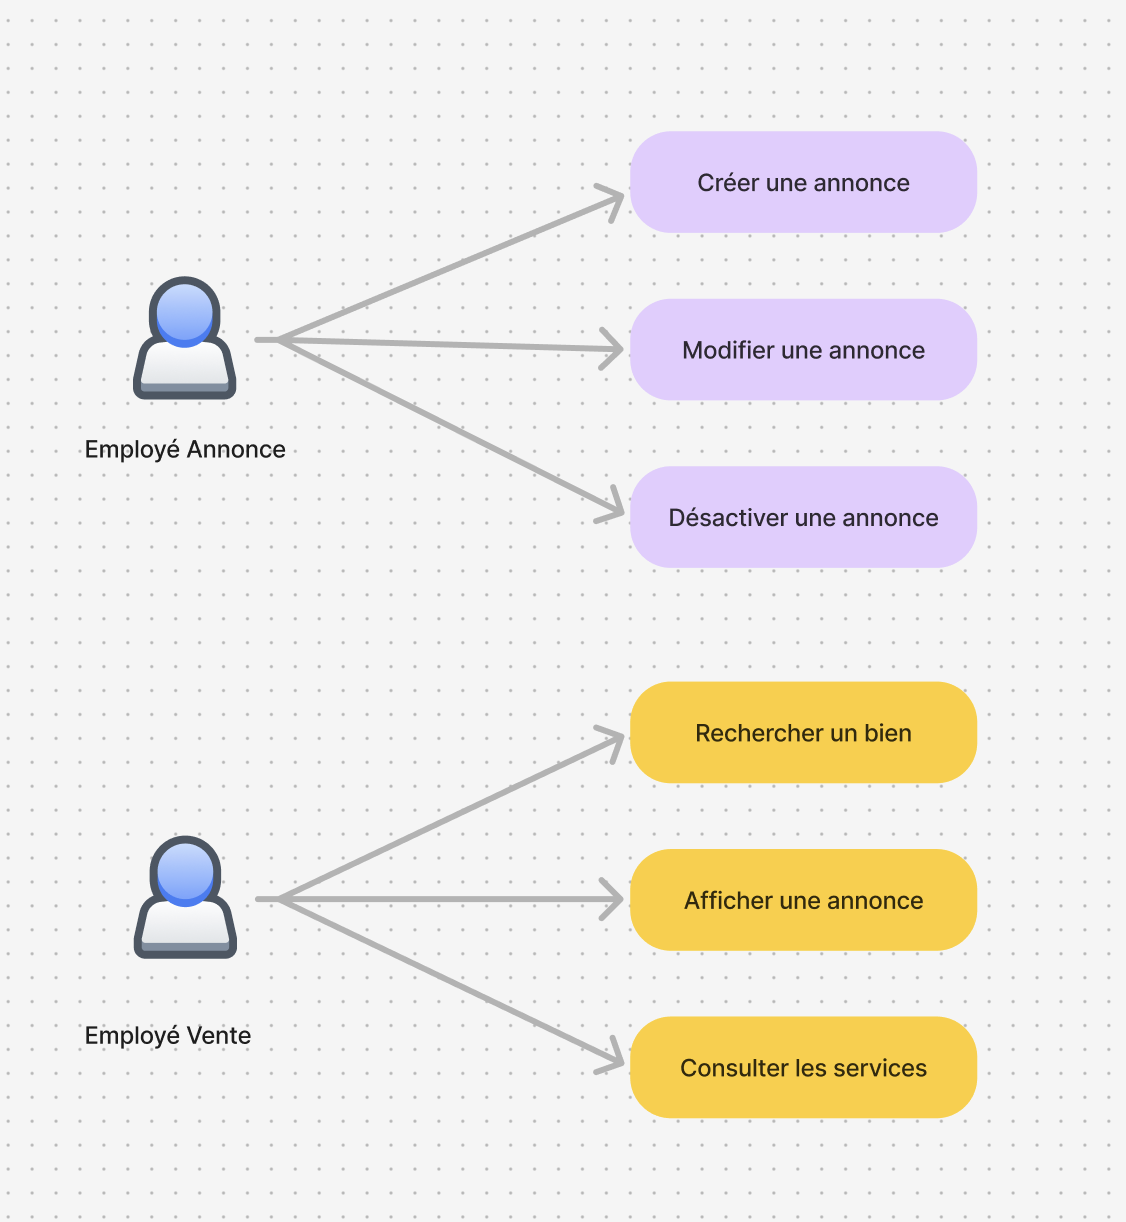 Créer une annonce
Modifier une annonce
Désactiver une annonce
Employé Annonce
Rechercher un bien
Afficher une annonce
Consulter les services
Employé Vente